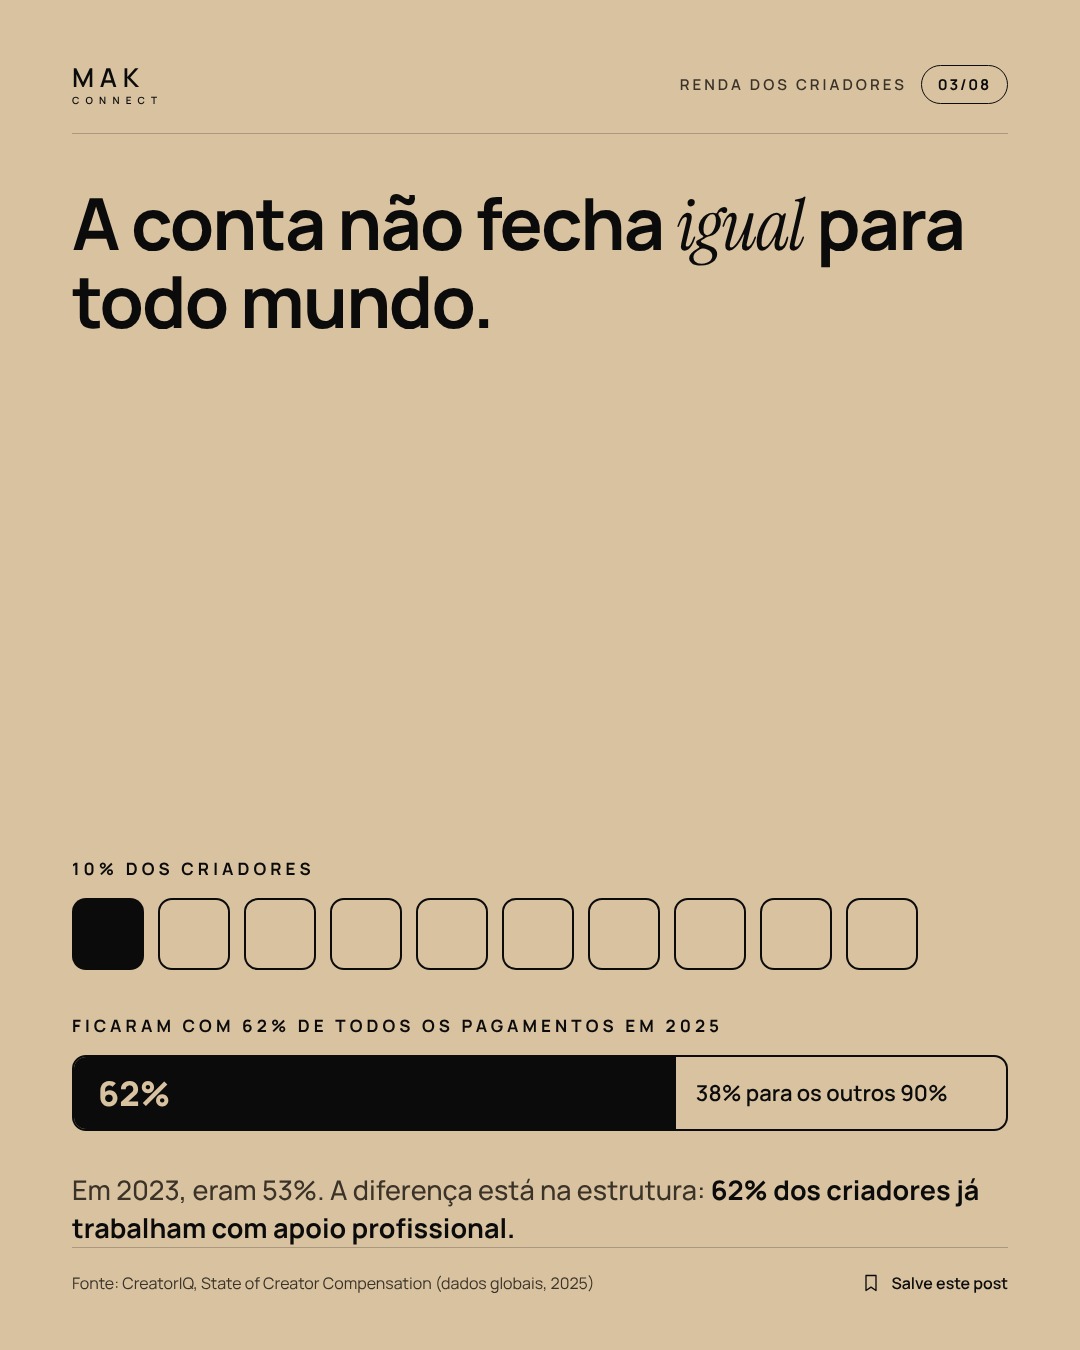 MAK
CONNECT
RENDA DOS CRIADORES
03/08
A conta não fecha igual para
todo mundo.
10% DOS CRIADORES
FICARAM COM 62% DE TODOS OS PAGAMENTOS EM 2025
62%
38% para os outros 90%
Em 2023, eram 53%. A diferença está na estrutura: 62% dos criadores já
trabalham com apoio profissional.
Fonte: CreatorIQ, State of Creator Compensation (dados globais, 2025)
Salve este post